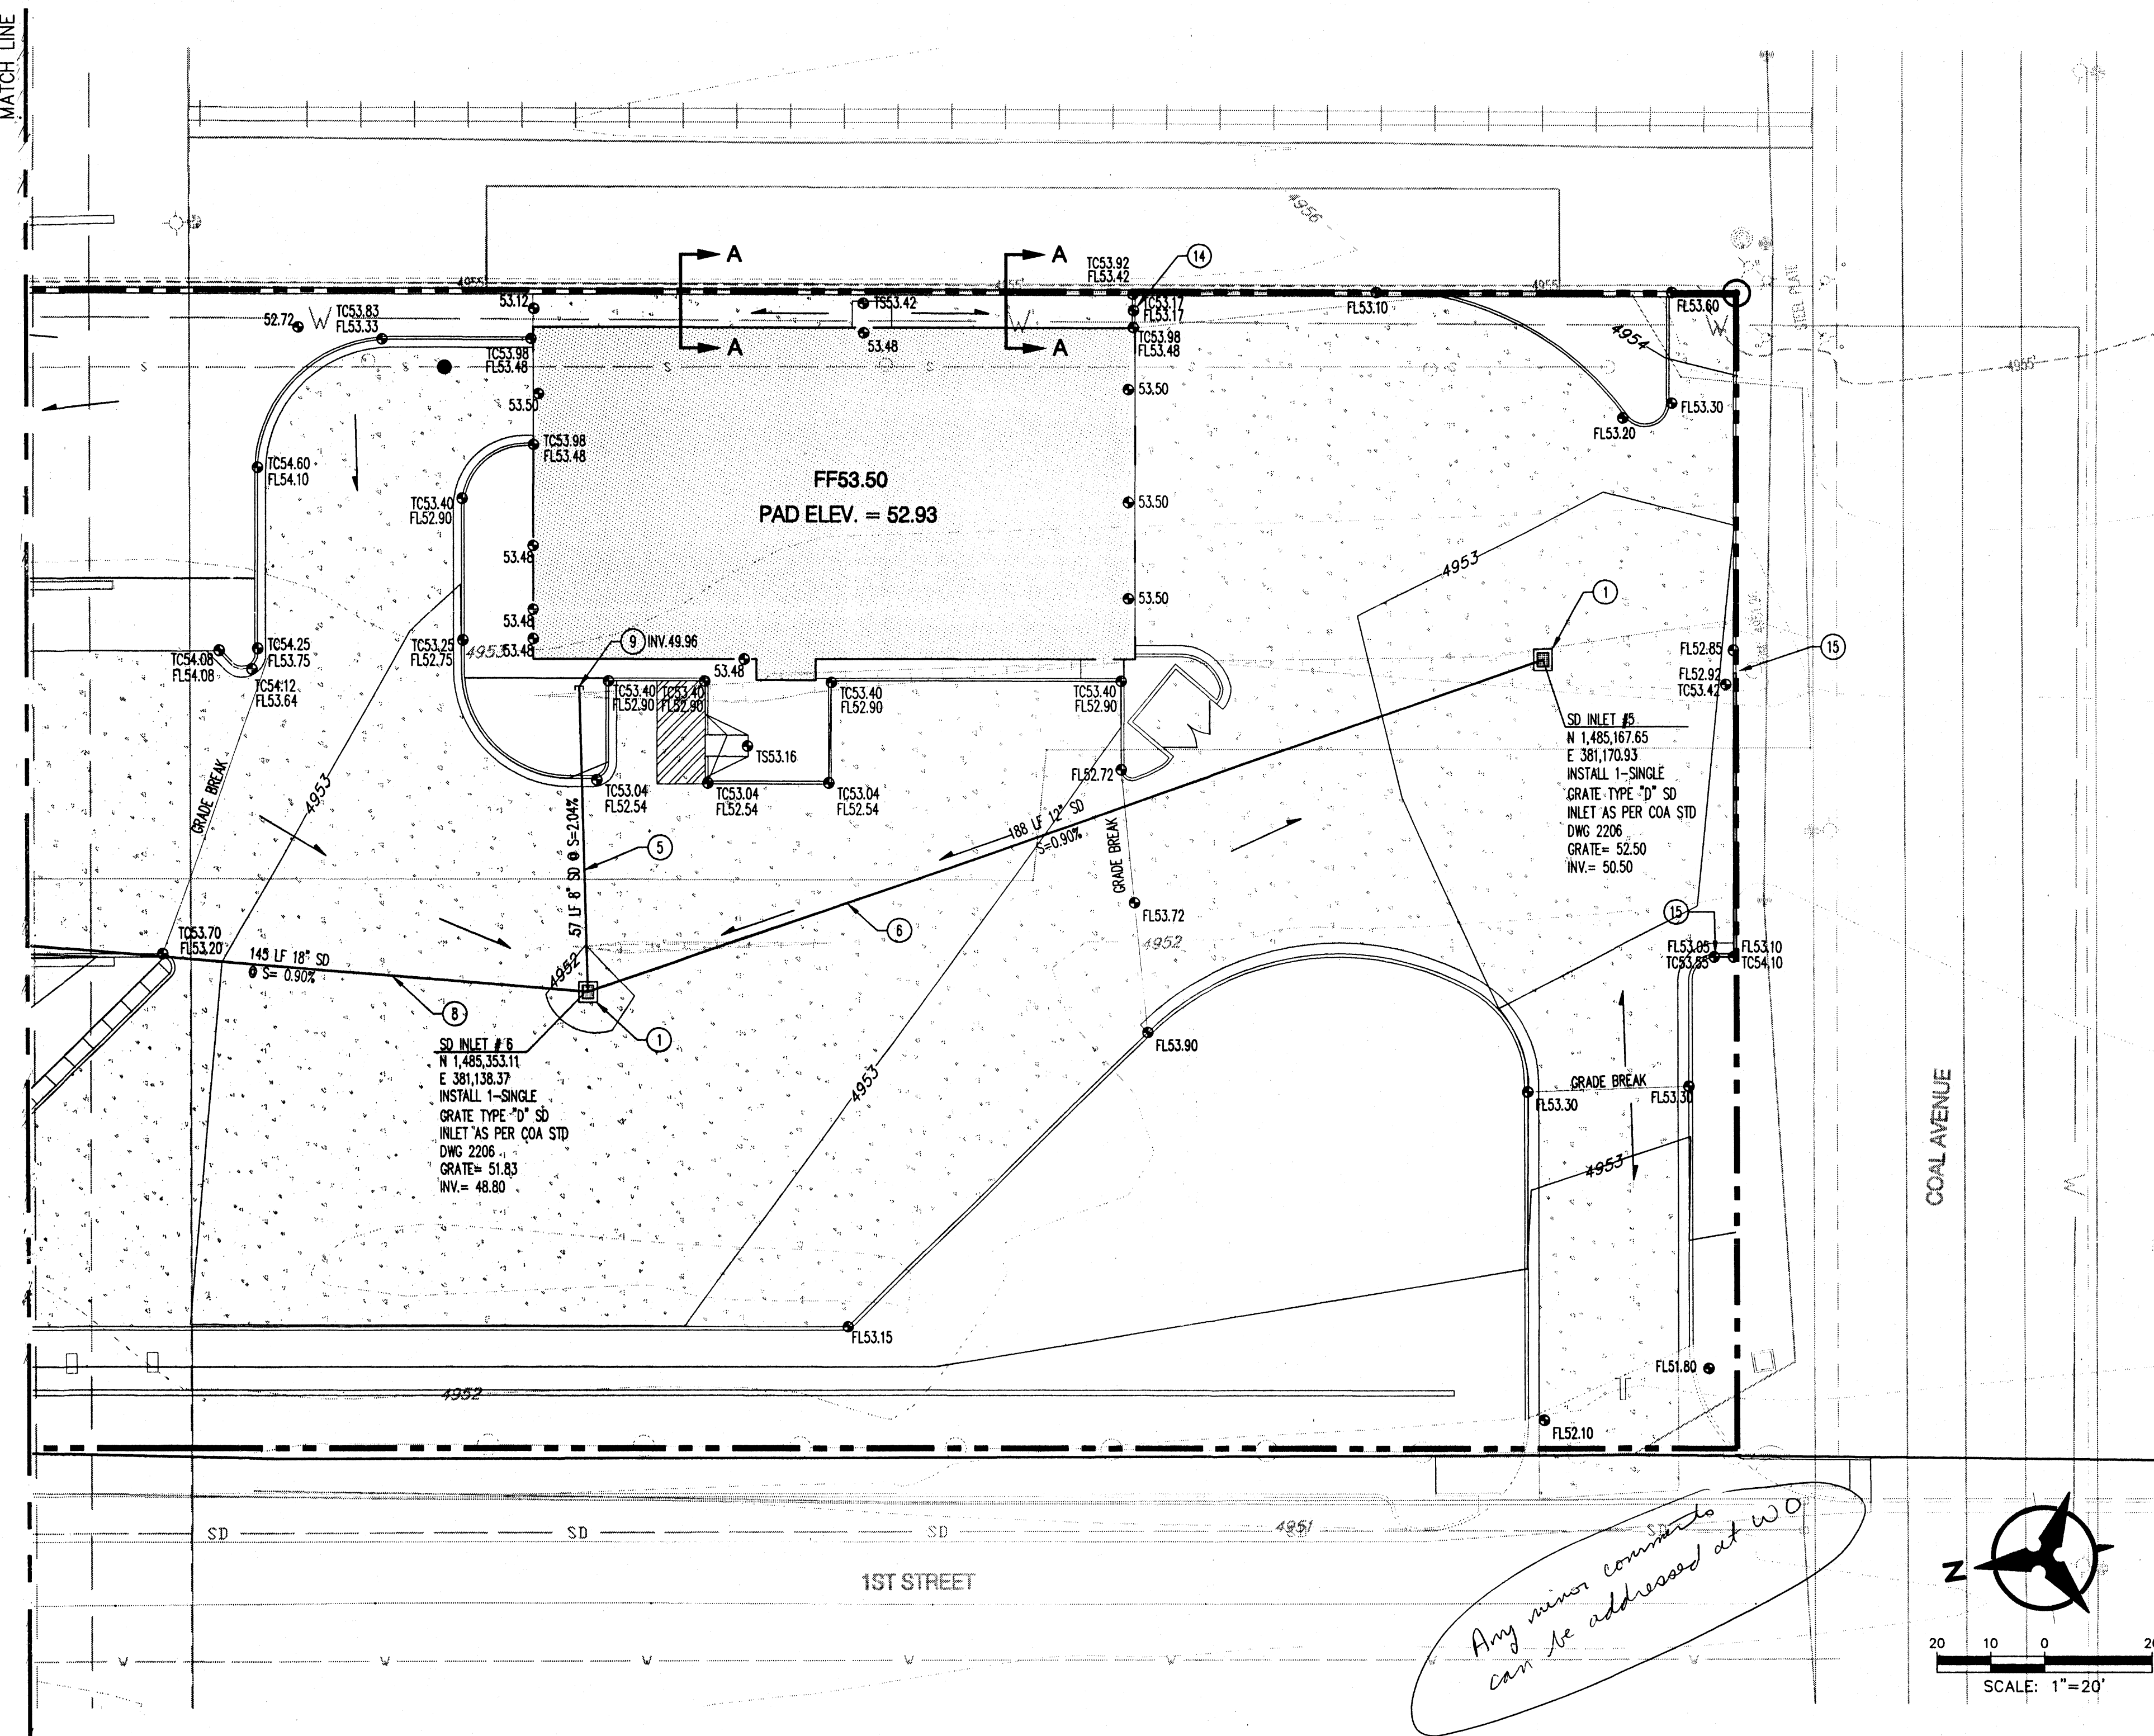 MATCH LINE
4956
A
A
TC53.92
FL53.42
14
4955
4955
4955
53.12
TS53.42
TC53.17
FL53.17
FL53.10
FL53.60
52.72
W
TC53.83
FL53.33
W
W
STEEL PLATE
TC53.98
FL53.48
53.48
A
A
TC53.98
FL53.48
4954
4955
S
S
S
S
53.50
53.50
FL53.30
FL53.20
TC53.98
FL53.48
TC54.60
FL54.10
TC53.40
FL52.90
FF53.50
PAD ELEV. = 52.93
53.50
53.48
4953
1
53.50
53.48
TC54.08
FL54.08
TC54.25
FL53.75
TC54.12
FL53.64
TC53.25
FL52.75
4953
53.48
9
INV.49.96
53.48
FL52.85
15
FL52.92
TC53.42
TC53.40
FL52.90
TC53.40
FL52.90
TC53.40
FL52.90
TC53.40
FL52.90
SD INLET #5
N 1,485,167.65
E 381,170.93
INSTALL 1-SINGLE
GRATE TYPE "D" SD
INLET AS PER COA STD
DWG 2206
GRATE= 52.50
INV.= 50.50
TS53.16
GRADE BREAK
4953
TC53.04
FL52.54
TC53.04
FL52.54
TC53.04
FL52.54
FL52.72
57 LF 8" SD @ S=2.04%
5
188 LF 12" SD
S=0.90%
GRADE BREAK
6
FL53.72
4952
15
FL53.05
TC53.55
FL53.10
TC54.10
TC53.70
FL53.20
145 LF 18" SD
@ S= 0.90%
8
4952
1
SD INLET # 6
N 1,485,353.11
E 381,138.37
INSTALL 1-SINGLE
GRATE TYPE "D" SD
INLET AS PER COA STD
DWG 2206
GRATE= 51.83
INV.= 48.80
FL53.90
4953
GRADE BREAK
FL53.30
FL53.30
4953
COAL AVENUE
W
FL53.15
FL51.80
4952
FL52.10
SD
SD
SD
4951
SD
1ST STREET
W
W
W
W
W
W
W
Any minor comments
can be addressed at WO
N
20 10 0 20
SCALE: 1"=20'